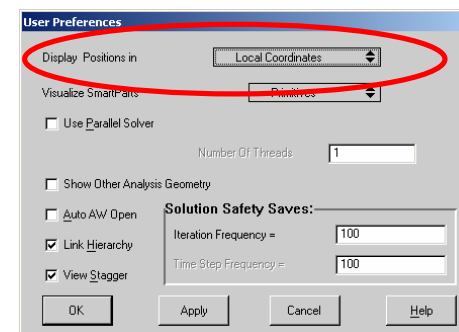 User Preferences
Display Positions in Local Coordinates
Visualize SmartParts Primitives
Use Parallel Solver
Number Of Threads 1
Show Other Analysis Geometry
Auto AW Open
Solution Safety Saves:
Iteration Frequency = 100
Link Hierarchy
Time Step Frequency = 100
View Stagger
OK Apply Cancel Help